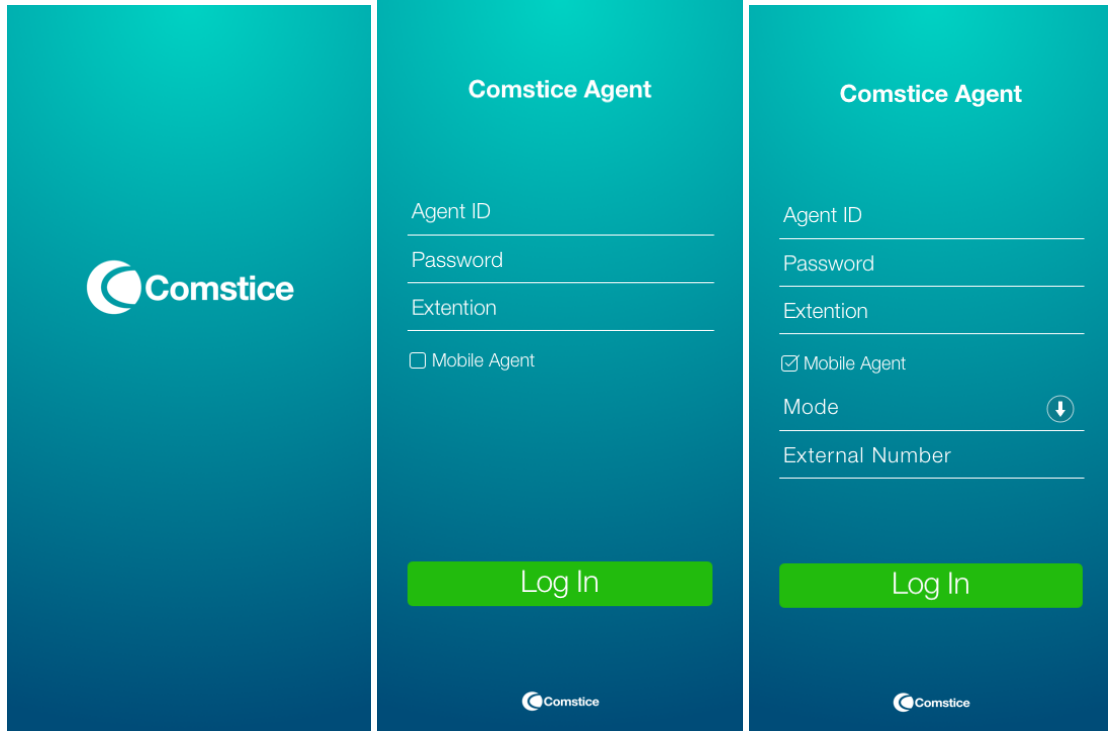 Comstice
Comstice Agent
Agent ID
Password
Extention
Mobile Agent
Log In
Comstice
Comstice Agent
Agent ID
Password
Extention
Mobile Agent
Mode
External Number
Log In
Comstice